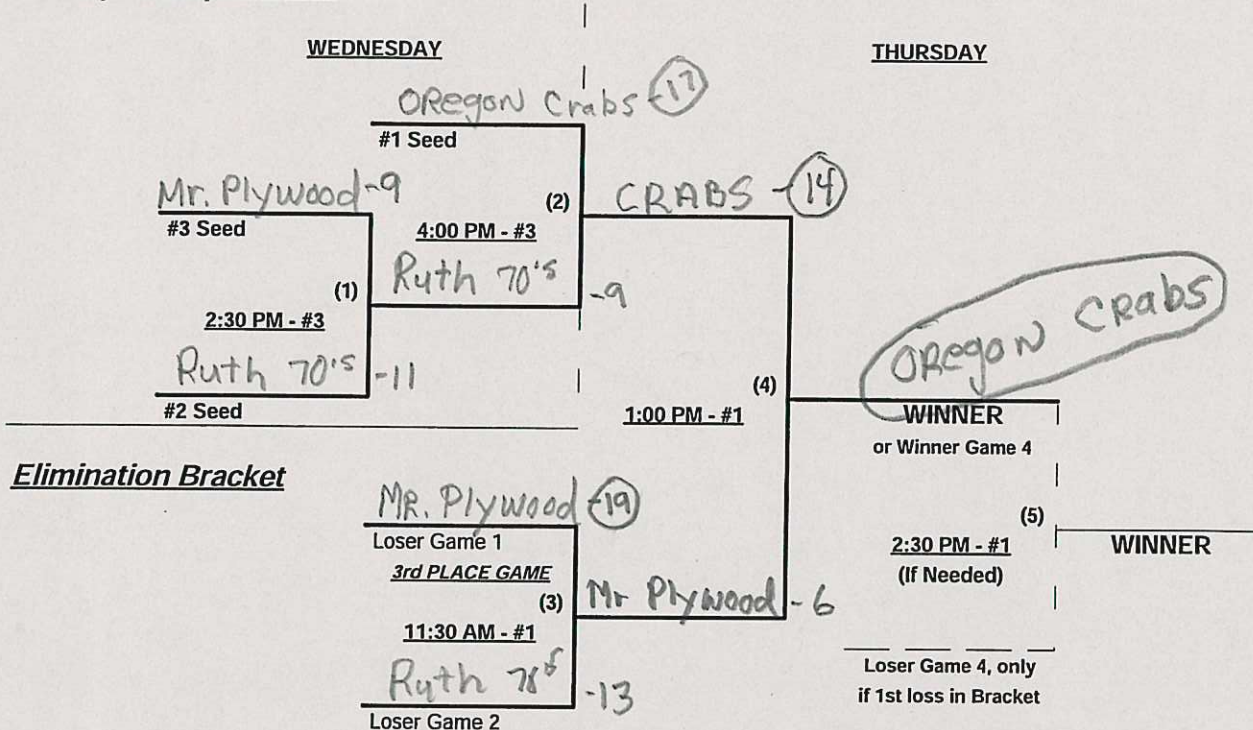 WEDNESDAY
THURSDAY
OREgON Crabs -17
#1 Seed
Mr. Plywood -9
#3 Seed
(2)
CRABS -14
4:00 PM - #3
Ruth 70's
-9
(1)
2:30 PM - #3
Ruth 70's -11
#2 Seed
OREgON CRabs
(4)
1:00 PM - #1
WINNER
or Winner Game 4
Elimination Bracket
MR. Plywood -19
Loser Game 1
3rd PLACE GAME
(3)
Mr Plywood - 6
11:30 AM - #1
Ruth
-13
Loser Game 2
(5)
2:30 PM - #1
(If Needed)
WINNER
Loser Game 4, only
if 1st loss in Bracket